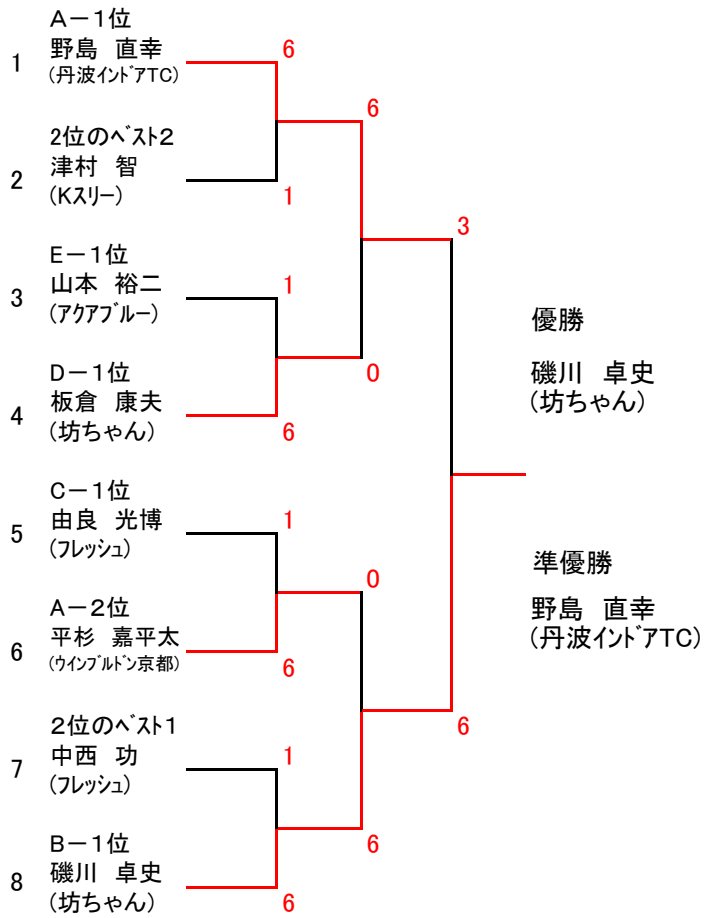 A－1位
1 野島 直幸
(丹波ｲﾝﾄﾞｱTC)
6
6
2位のﾍﾞｽﾄ2
2 津村 智
(Kｽﾘｰ)
1
3
E－1位
3 山本 裕二
(ｱｸｱﾌﾞﾙｰ)
1
0
D－1位
4 板倉 康夫
(坊ちゃん)
6
優勝
磯川 卓史
(坊ちゃん)
C－1位
5 由良 光博
(ﾌﾚｯｼｭ)
1
0
A－2位
6 平杉 嘉平太
(ｳｲﾝﾌﾞﾙﾄﾞﾝ京都)
6
準優勝
野島 直幸
(丹波ｲﾝﾄﾞｱTC)
2位のﾍﾞｽﾄ1
7 中西 功
(ﾌﾚｯｼｭ)
1
6
B－1位
8 磯川 卓史
(坊ちゃん)
6
6